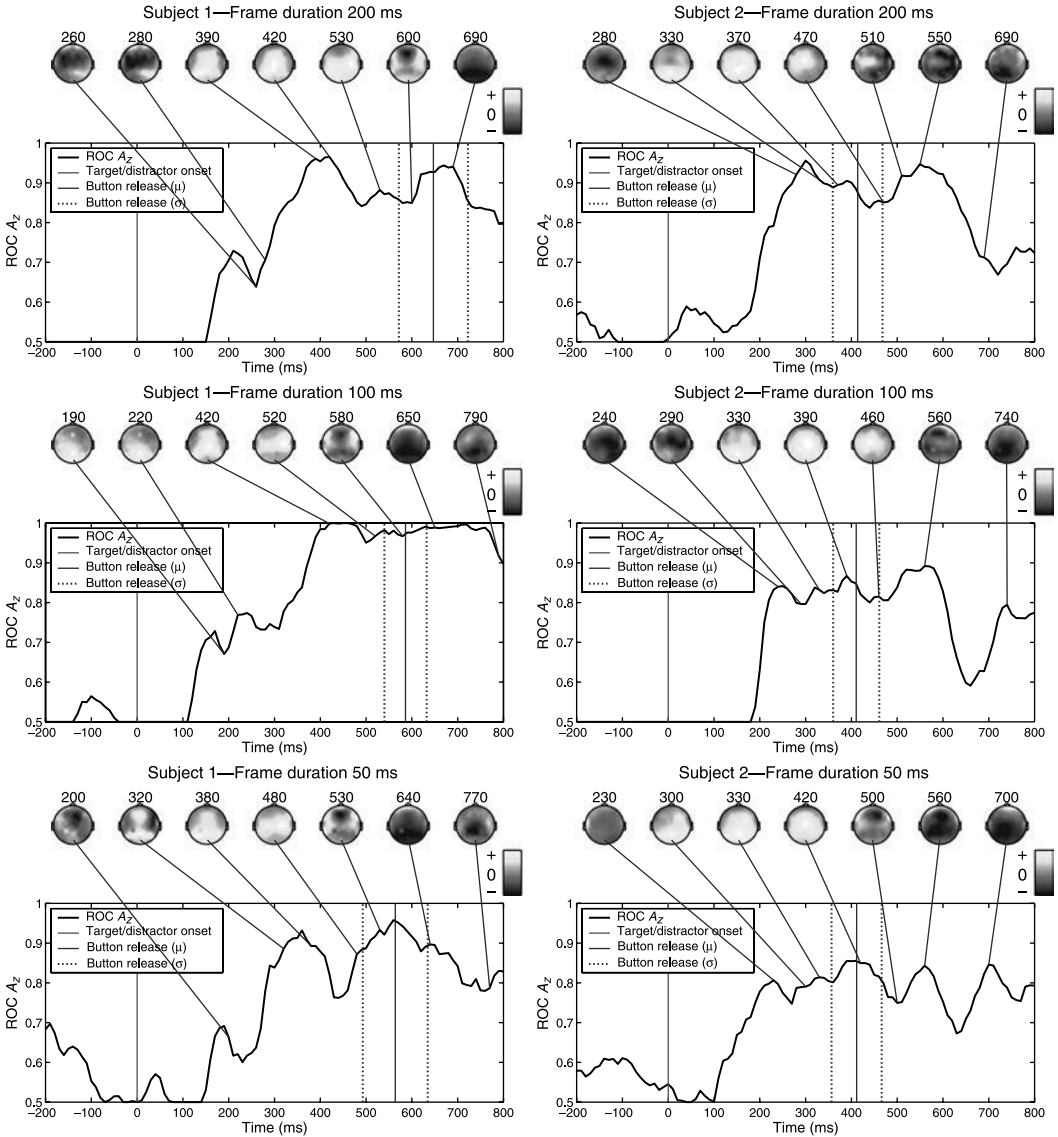 Subject 1—Frame duration 200 ms
260 280 390 420 530 600 690
+
0
−
1
0.9
0.8
0.7
0.6
0.5
ROC Az
ROC Az
Target/distractor onset
Button release (μ)
Button release (σ)
−200 −100 0 100 200 300 400 500 600 700 800
Time (ms)
Subject 2—Frame duration 200 ms
280 330 370 470 510 550 690
+
0
−
1
0.9
0.8
0.7
0.6
0.5
ROC Az
ROC Az
Target/distractor onset
Button release (μ)
Button release (σ)
−200 −100 0 100 200 300 400 500 600 700 800
Time (ms)
Subject 1—Frame duration 100 ms
190 220 420 520 580 650 790
+
0
−
1
0.9
0.8
0.7
0.6
0.5
ROC Az
ROC Az
Target/distractor onset
Button release (μ)
Button release (σ)
−200 −100 0 100 200 300 400 500 600 700 800
Time (ms)
Subject 2—Frame duration 100 ms
240 290 330 390 460 560 740
+
0
−
1
0.9
0.8
0.7
0.6
0.5
ROC Az
ROC Az
Target/distractor onset
Button release (μ)
Button release (σ)
−200 −100 0 100 200 300 400 500 600 700 800
Time (ms)
Subject 1—Frame duration 50 ms
200 320 380 480 530 640 770
+
0
−
1
0.9
0.8
0.7
0.6
0.5
ROC Az
ROC Az
Target/distractor onset
Button release (μ)
Button release (σ)
−200 −100 0 100 200 300 400 500 600 700 800
Time (ms)
Subject 2—Frame duration 50 ms
230 300 330 420 500 560 700
+
0
−
1
0.9
0.8
0.7
0.6
0.5
ROC Az
ROC Az
Target/distractor onset
Button release (μ)
Button release (σ)
−200 −100 0 100 200 300 400 500 600 700 800
Time (ms)